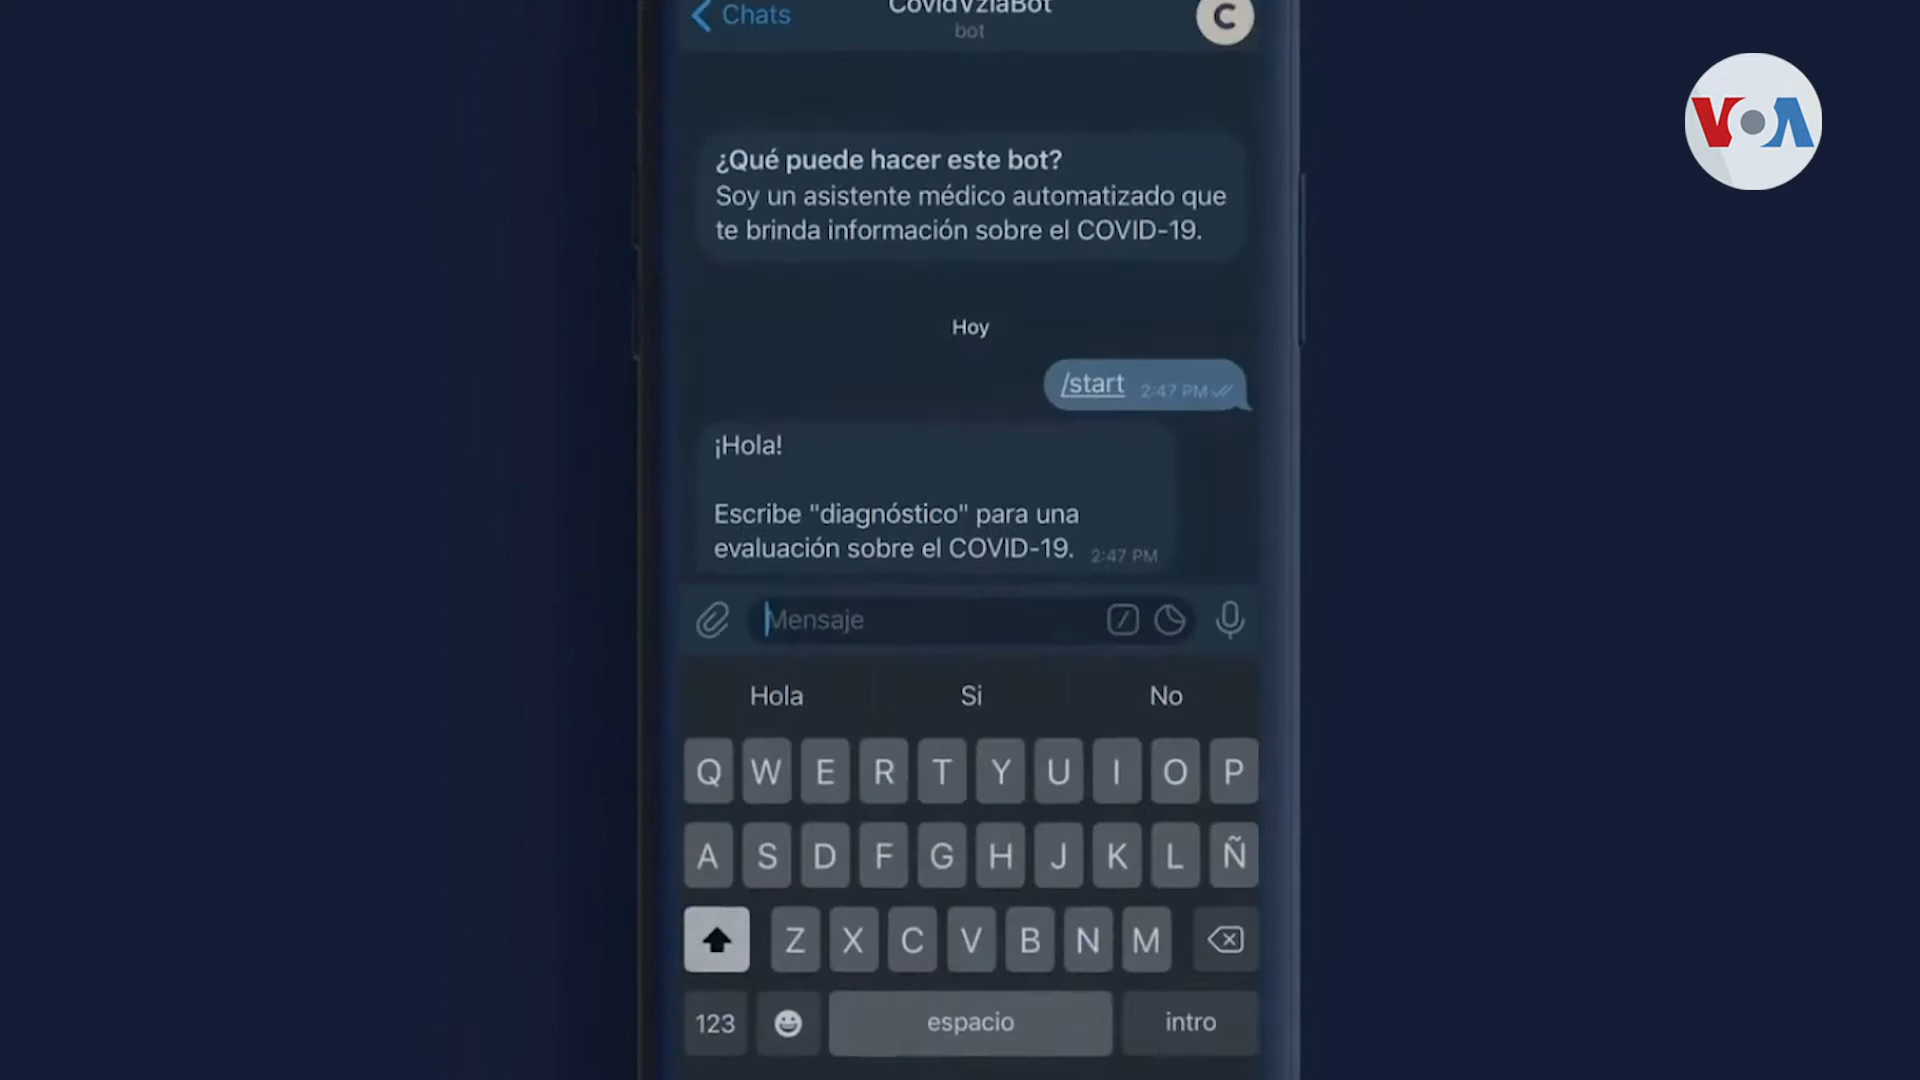 Chats
CovidVzlaBot
bot
C
VOA
¿Qué puede hacer este bot?
Soy un asistente médico automatizado que
te brinda información sobre el COVID-19.
Hoy
/start 2:47 PM
¡Hola!
Escribe "diagnóstico" para una
evaluación sobre el COVID-19. 2:47 PM
Mensaje
Hola Si No
Q W E R T Y U I O P
A S D F G H J K L Ñ
Z X C V B N M
123 espacio intro